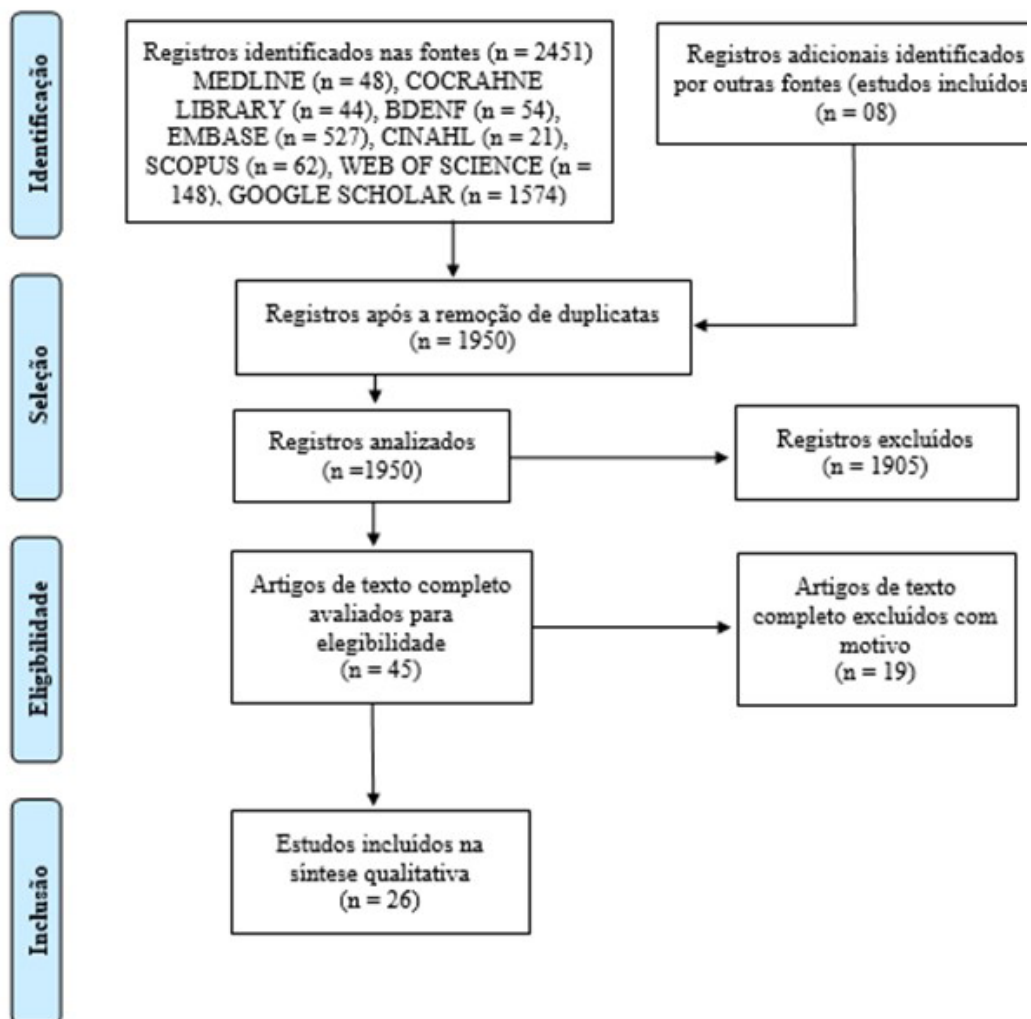 Identificação
Registros identificados nas fontes (n = 2451)
MEDLINE (n = 48), COCRAHNE
LIBRARY (n = 44), BDENF (n = 54),
EMBASE (n = 527), CINAHL (n = 21),
SCOPUS (n = 62), WEB OF SCIENCE (n =
148), GOOGLE SCHOLAR (n = 1574)
Registros adicionais identificados
por outras fontes (estudos incluídos
(n = 08)
Seleção
Registros após a remoção de duplicatas
(n = 1950)
Registros analizados
(n =1950)
Registros excluídos
(n = 1905)
Eligibilidade
Artigos de texto completo
avaliados para
elegibilidade
(n = 45)
Artigos de texto
completo excluídos com
motivo
(n = 19)
Inclusão
Estudos incluídos na
síntese qualitativa
(n = 26)